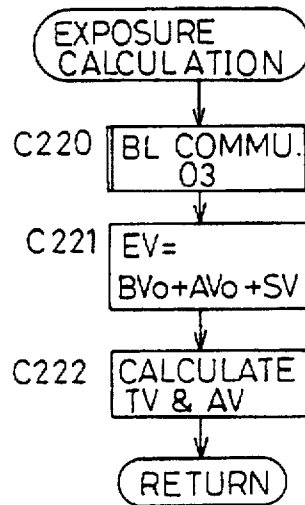 EXPOSURE
CALCULATION
C220
BL COMMU.
03
C221
EV=
BVo+AVo+SV
C222
CALCULATE
TV & AV
RETURN